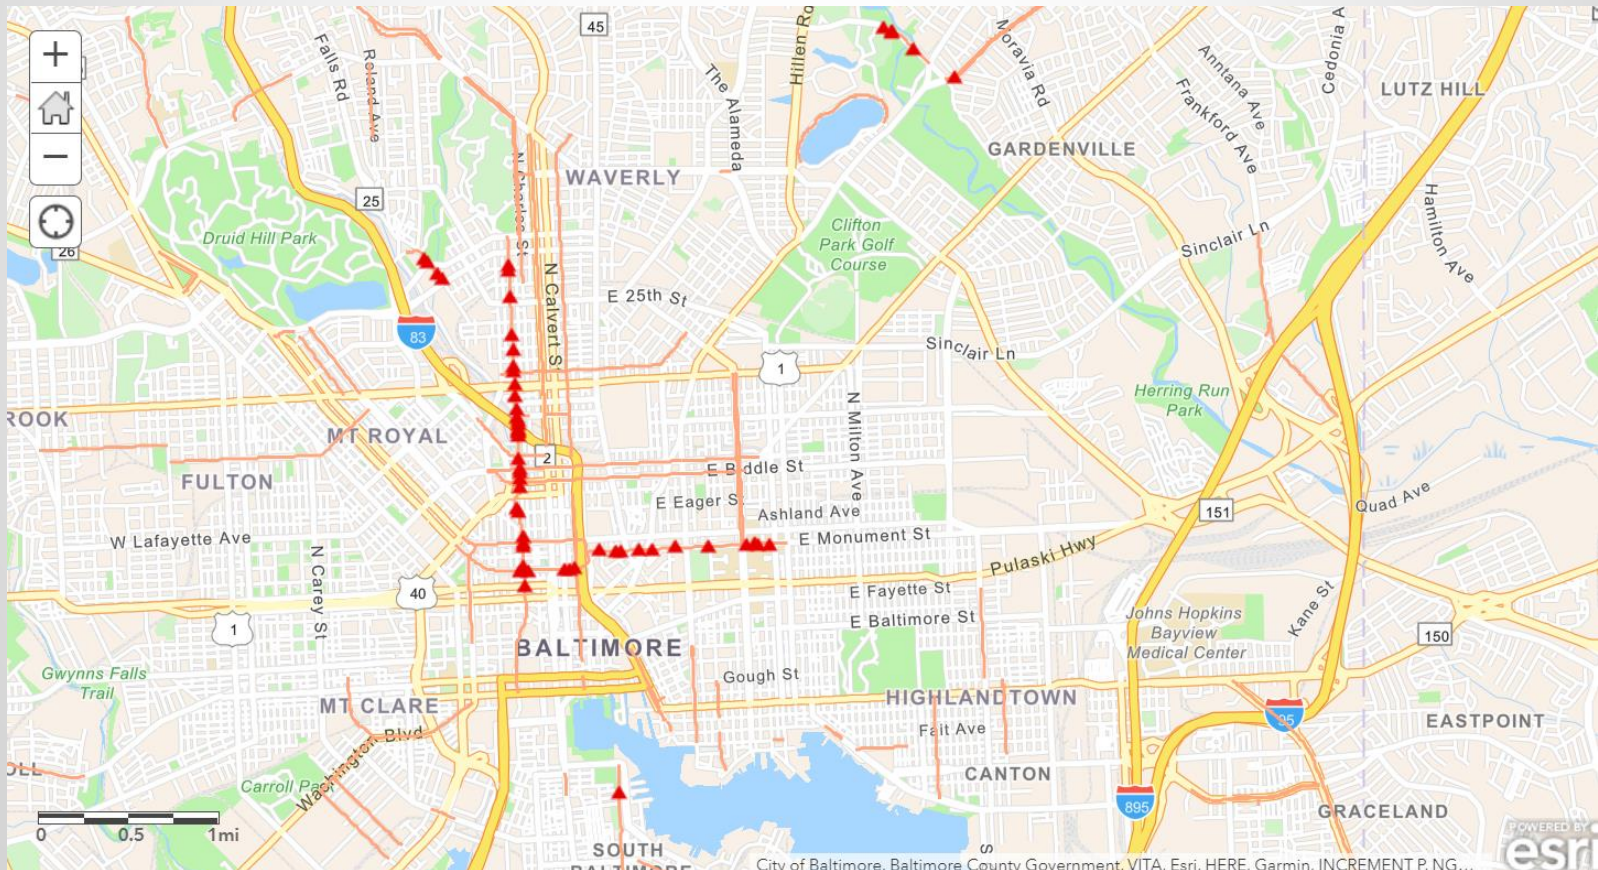 +
−
45
Hillen Rd
Moravia Rd
Cedonia A
Falls Rd
Roland Ave
The Alameda
Anntana Ave
Frankford Ave
LUTZ HILL
GARDENVILLE
WAVERLY
N Charles St
25
26
Druid Hill Park
Clifton
Park Golf
Course
Sinclair Ln
Hamilton Ave
N Calvert St
E 25th St
83
Sinclair Ln
1
Herring Run
Park
ROOK
MT ROYAL
N Milton Ave
2
E Biddle St
FULTON
E Eager St
Ashland Ave
151
Quad Ave
W Lafayette Ave
N Carey St
E Monument St
Pulaski Hwy
40
E Fayette St
Kane St
1
E Baltimore St
Johns Hopkins
Bayview
Medical Center
150
BALTIMORE
Gwynns Falls
Trail
Gough St
MT CLARE
HIGHLANDTOWN
95
EASTPOINT
Washington Blvd
Fait Ave
OLL
Carroll Park
CANTON
895
GRACELAND
0 0.5 1mi
SOUTH
BALTIMORE
S
POWERED BY
esri
City of Baltimore, Baltimore County Government, VITA, Esri, HERE, Garmin, INCREMENT P, NG...